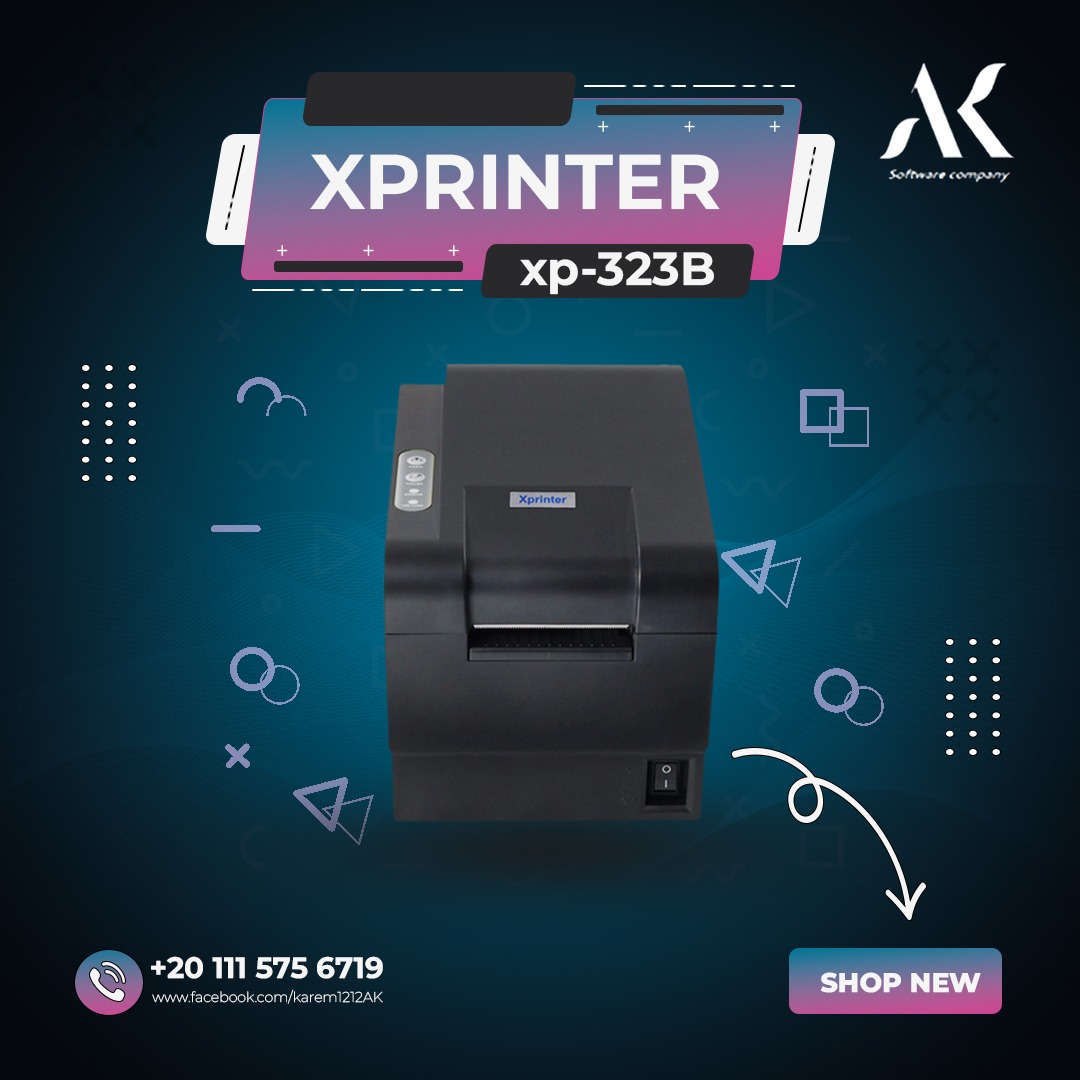 AK
Software company
XPRINTER
xp-323B
Xprinter
+20 111 575 6719
www.facebook.com/karem1212AK
SHOP NEW